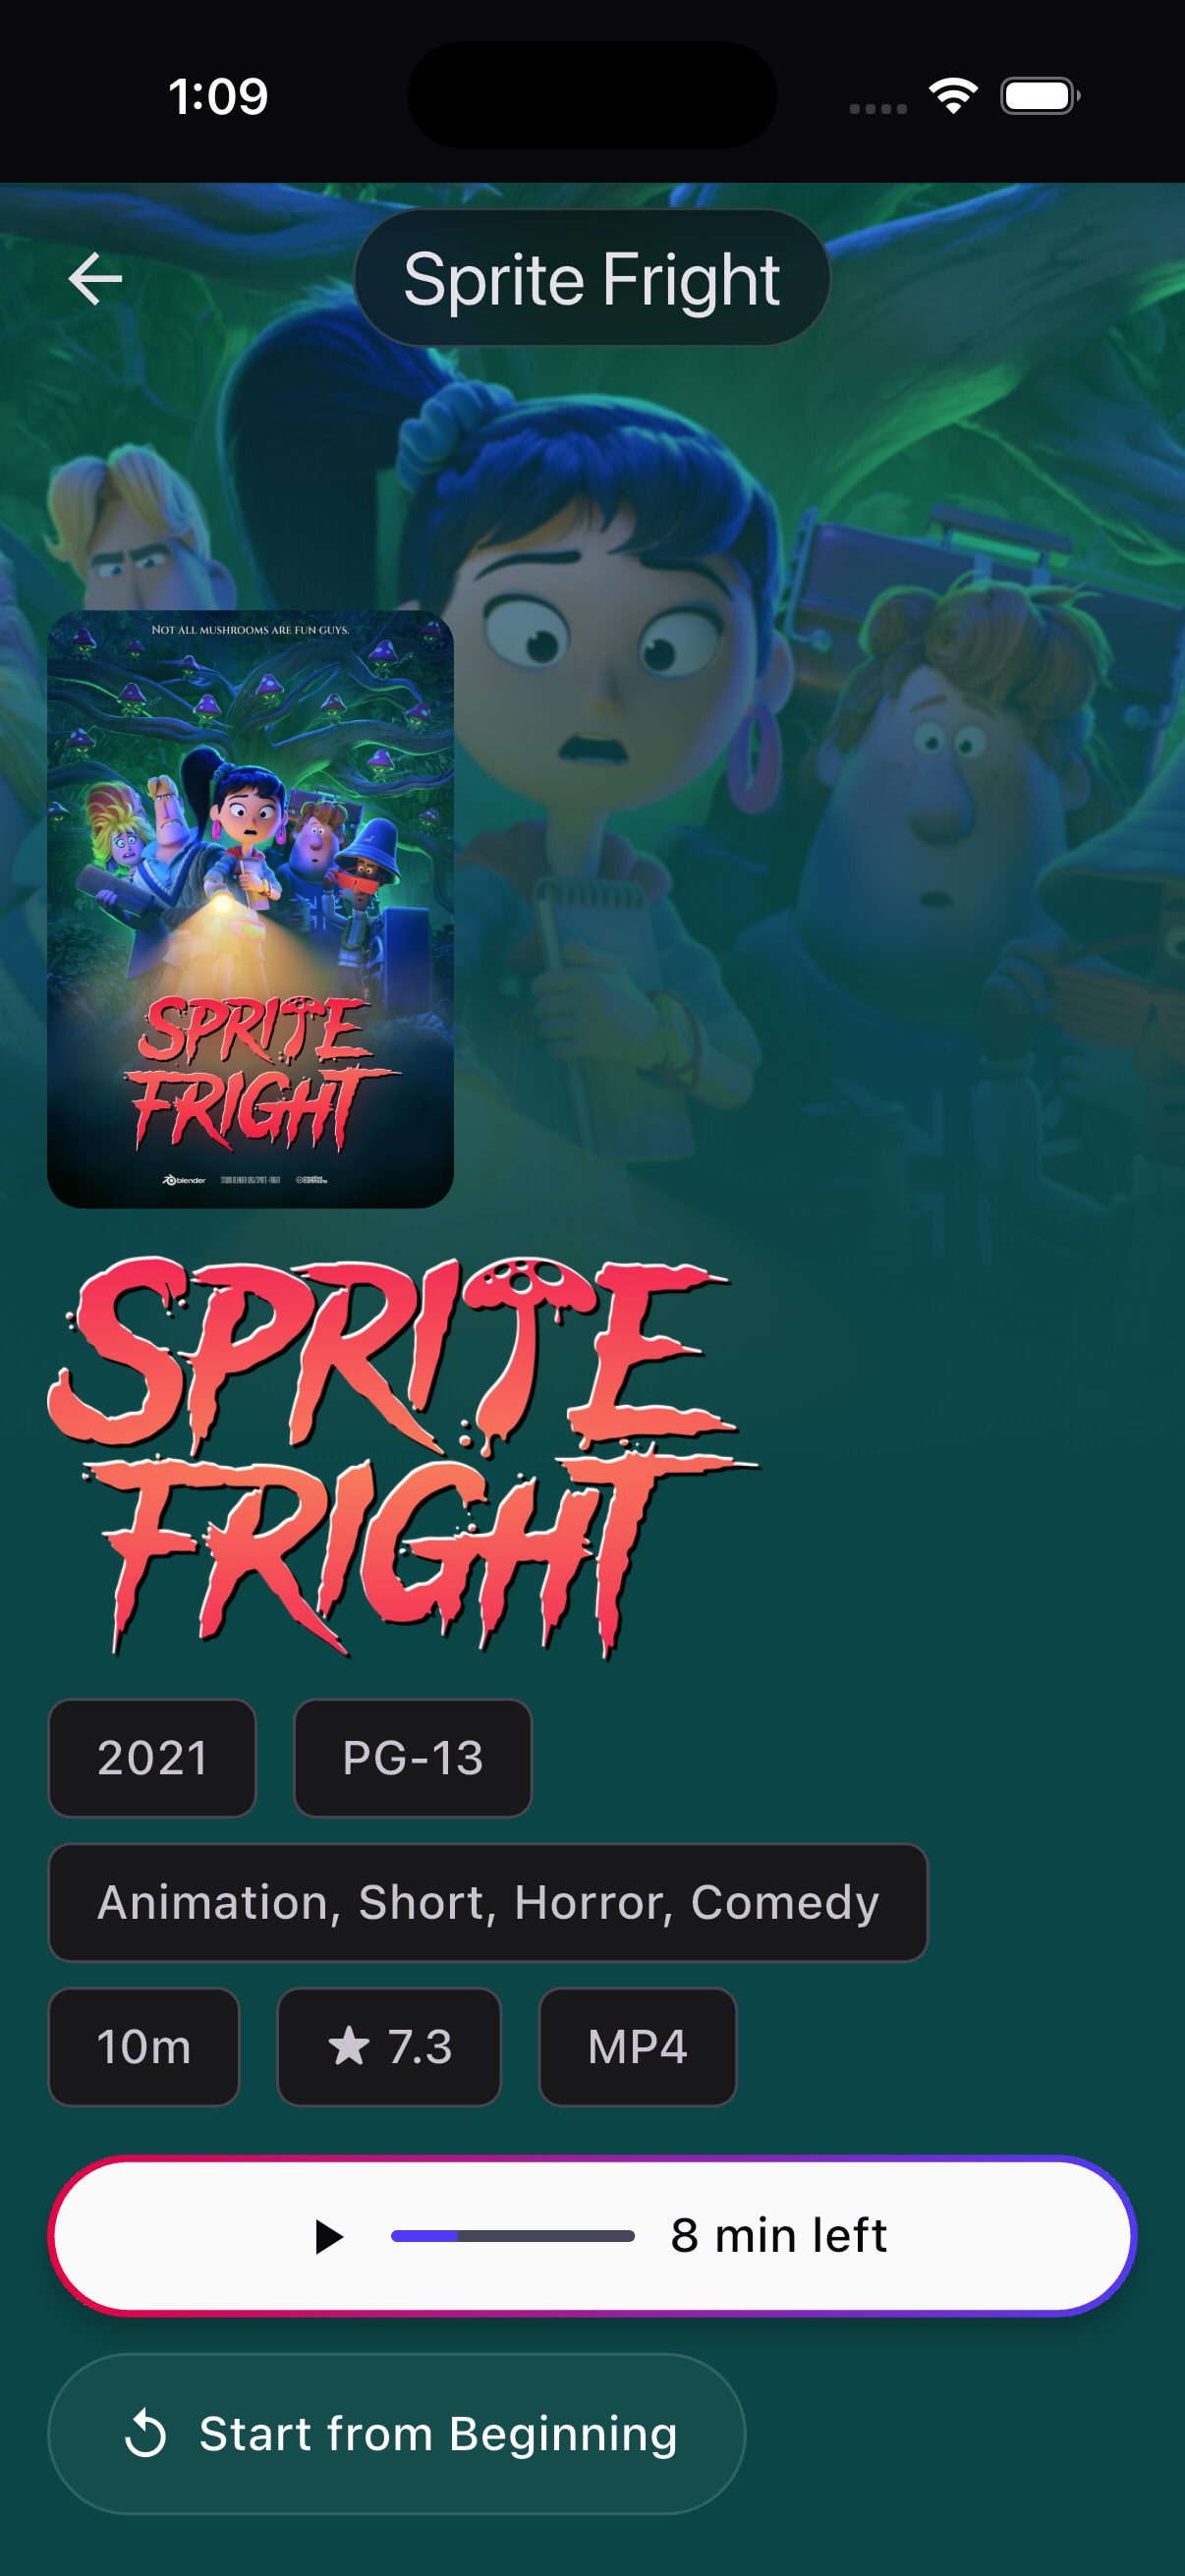 1:09
Sprite Fright
NOT ALL MUSHROOMS ARE FUN GUYS.
SPRITE
FRIGHT
blender
SPRITE
FRIGHT
2021
PG-13
Animation, Short, Horror, Comedy
10m
★ 7.3
MP4
8 min left
Start from Beginning